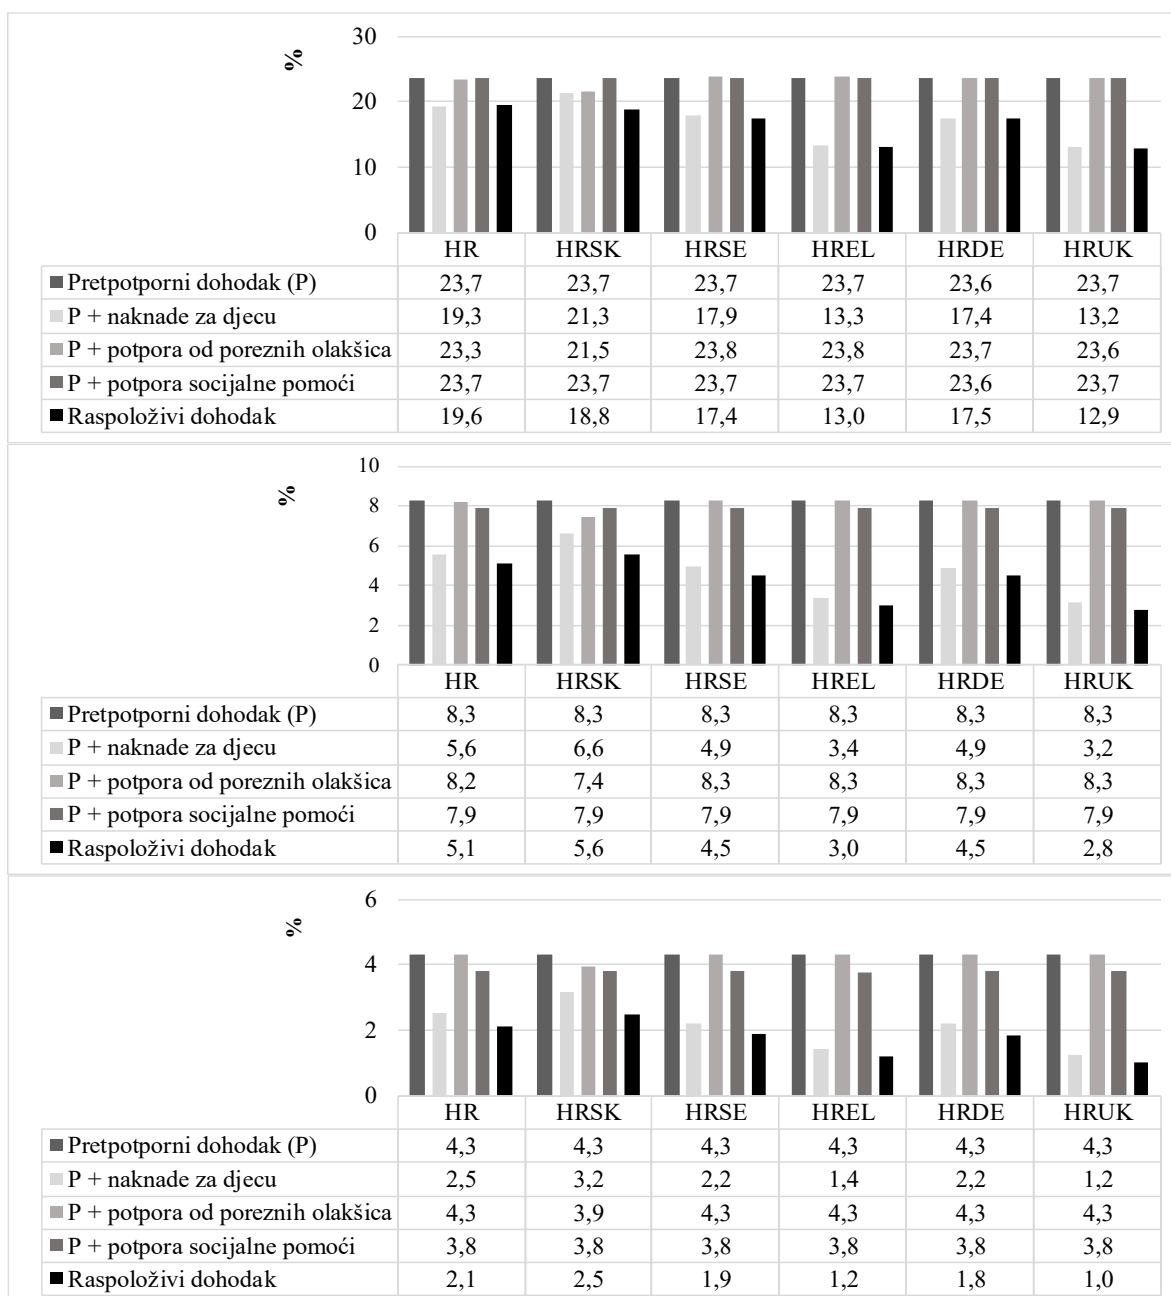 %
30
20
10
0
HR HRSK HRSE HREL HRDE HRUK
Pretpotporni dohodak (P) 23,7 23,7 23,7 23,7 23,6 23,7
P + naknade za djecu 19,3 21,3 17,9 13,3 17,4 13,2
P + potpora od poreznih olakšica 23,3 21,5 23,8 23,8 23,7 23,6
P + potpora socijalne pomoći 23,7 23,7 23,7 23,7 23,6 23,7
Raspoloživi dohodak 19,6 18,8 17,4 13,0 17,5 12,9
%
10
8
6
4
2
0
HR HRSK HRSE HREL HRDE HRUK
Pretpotporni dohodak (P) 8,3 8,3 8,3 8,3 8,3 8,3
P + naknade za djecu 5,6 6,6 4,9 3,4 4,9 3,2
P + potpora od poreznih olakšica 8,2 7,4 8,3 8,3 8,3 8,3
P + potpora socijalne pomoći 7,9 7,9 7,9 7,9 7,9 7,9
Raspoloživi dohodak 5,1 5,6 4,5 3,0 4,5 2,8
%
6
4
2
0
HR HRSK HRSE HREL HRDE HRUK
Pretpotporni dohodak (P) 4,3 4,3 4,3 4,3 4,3 4,3
P + naknade za djecu 2,5 3,2 2,2 1,4 2,2 1,2
P + potpora od poreznih olakšica 4,3 3,9 4,3 4,3 4,3 4,3
P + potpora socijalne pomoći 3,8 3,8 3,8 3,8 3,8 3,8
Raspoloživi dohodak 2,1 2,5 1,9 1,2 1,8 1,0